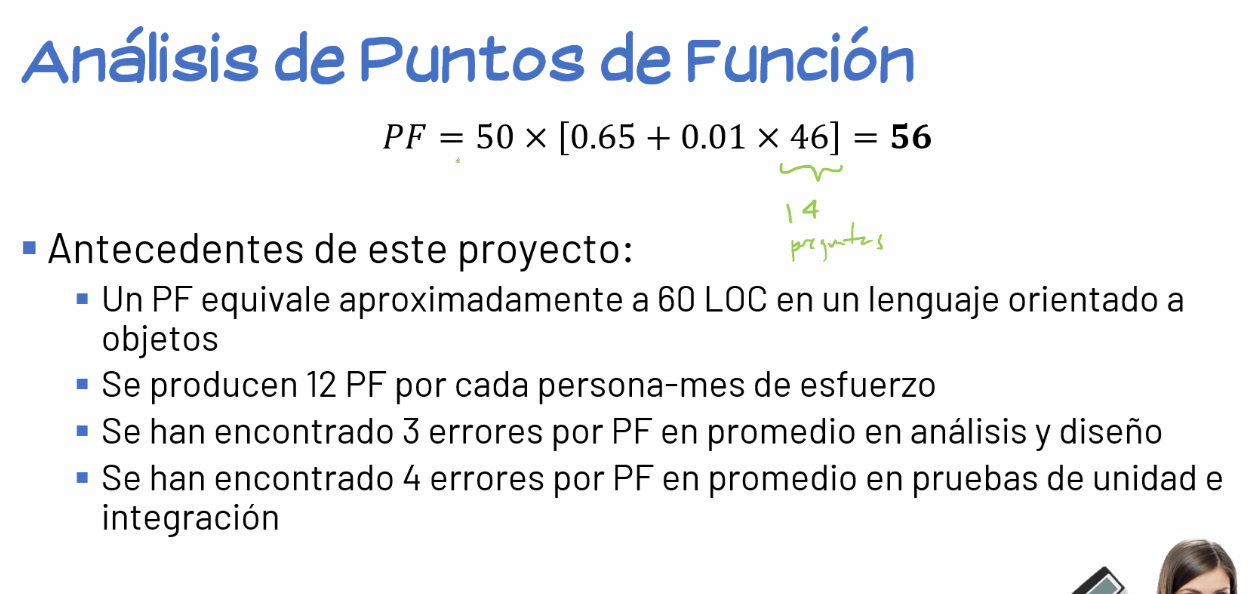 Análisis de Puntos de Función
PF = 50 × [0.65 + 0.01 × 46] = 56
14
preguntas
Antecedentes de este proyecto:
Un PF equivale aproximadamente a 60 LOC en un lenguaje orientado a
objetos
Se producen 12 PF por cada persona-mes de esfuerzo
Se han encontrado 3 errores por PF en promedio en análisis y diseño
Se han encontrado 4 errores por PF en promedio en pruebas de unidad e
integración